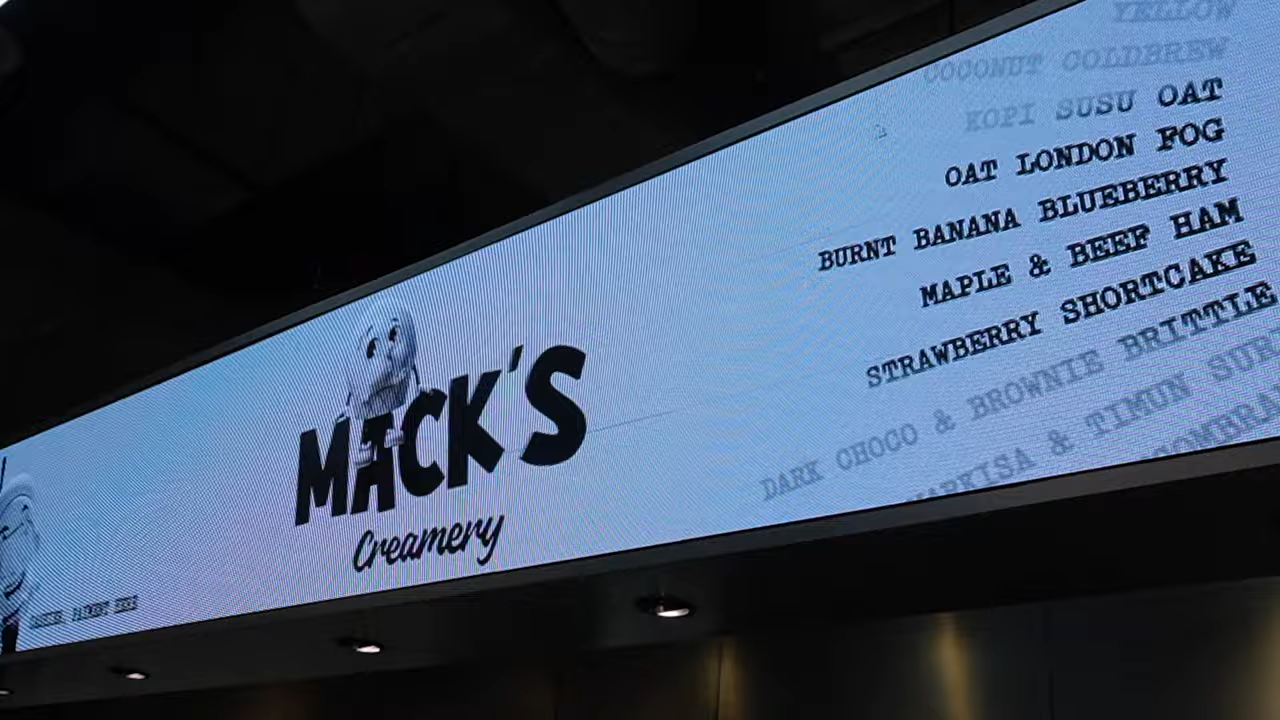 YELLOW
COCONUT COLDBREW
KOPI SUSU OAT
OAT LONDON FOG
BURNT BANANA BLUEBERRY
MAPLE & BEEF HAM
STRAWBERRY SHORTCAKE
DARK CHOCO & BROWNIE BRITTLE
& TIMUN
MACK'S
Creamery